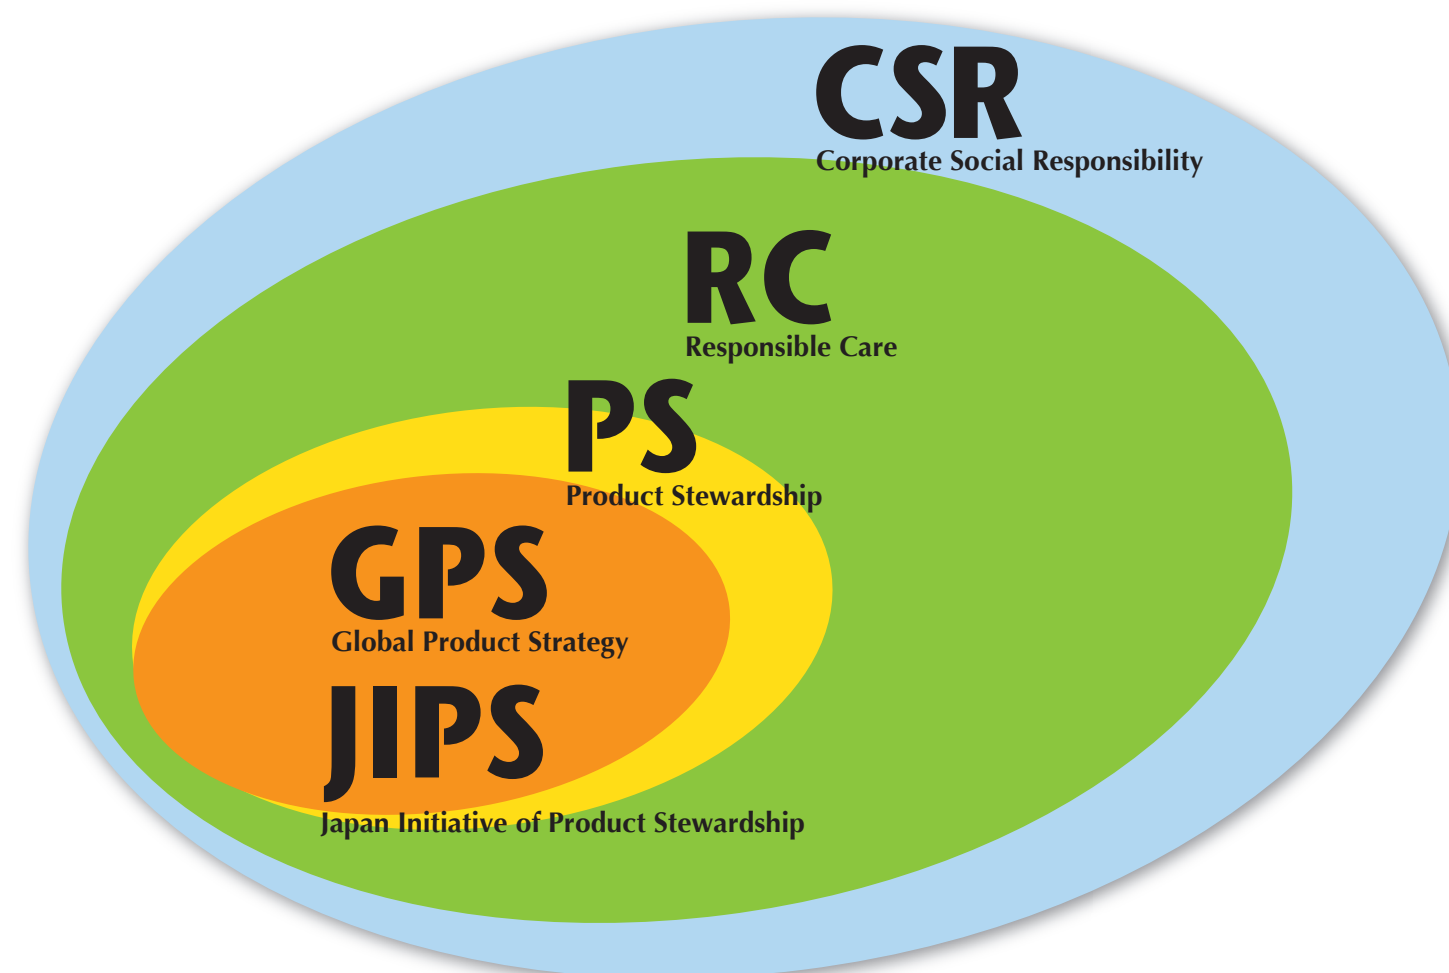 CSR
Corporate Social Responsibility
RC
Responsible Care
PS
Product Stewardship
GPS
Global Product Strategy
JIPS
Japan Initiative of Product Stewardship